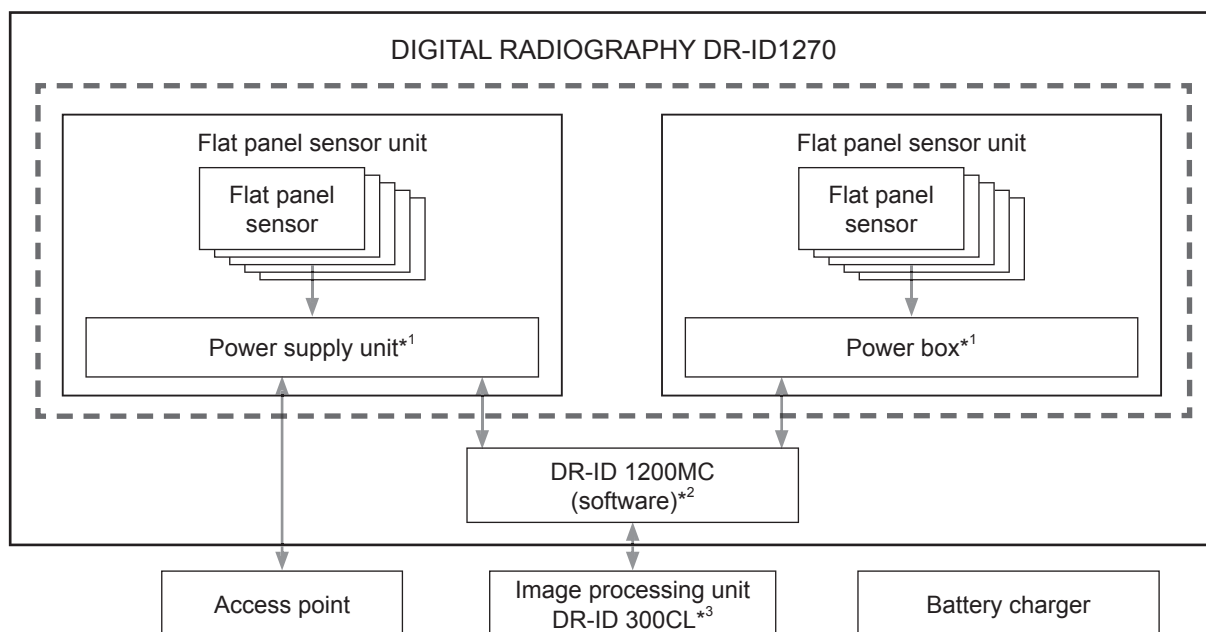 DIGITAL RADIOGRAPHY DR-ID1270
Flat panel sensor unit
Flat panel
sensor
Power supply unit*1
Flat panel sensor unit
Flat panel
sensor
Power box*1
DR-ID 1200MC
(software)*2
Access point
Image processing unit
DR-ID 300CL*3
Battery charger